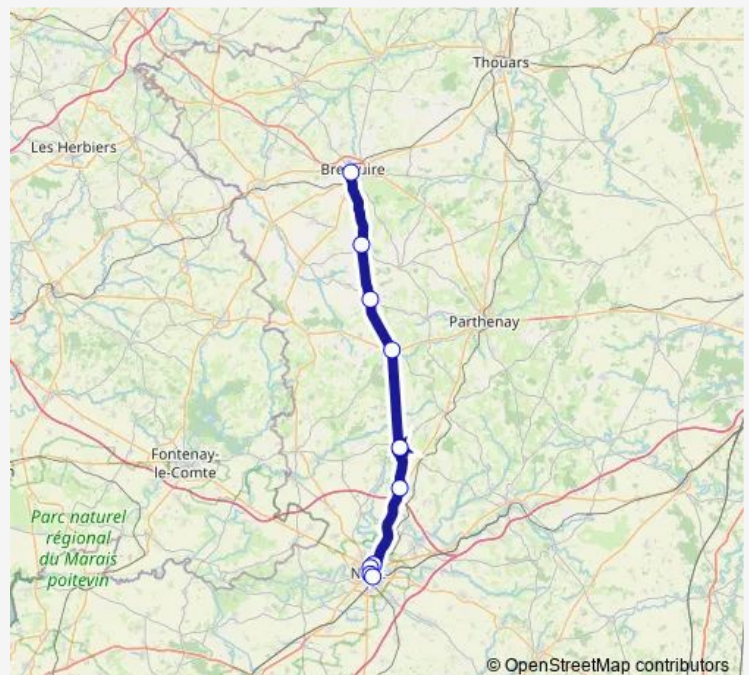 Thouars
Les Herbiers
Parthenay
Fontenay-
le-Comte
Parc naturel
régional
du Marais
poitevin
© OpenStreetMap contributors